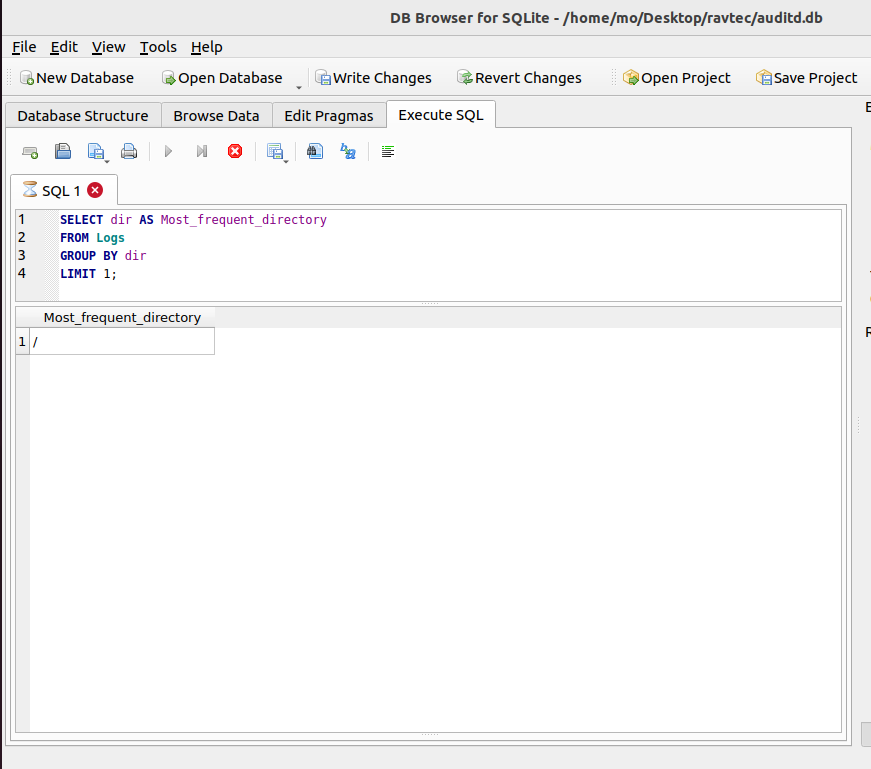 DB Browser for SQLite - /home/mo/Desktop/ravtec/auditd.db
File Edit View Tools Help
New Database Open Database Write Changes Revert Changes Open Project Save Project
Database Structure Browse Data Edit Pragmas Execute SQL
SQL 1
1 SELECT dir AS Most_frequent_directory
2 FROM Logs
3 GROUP BY dir
4 LIMIT 1;
Most_frequent_directory
1 /